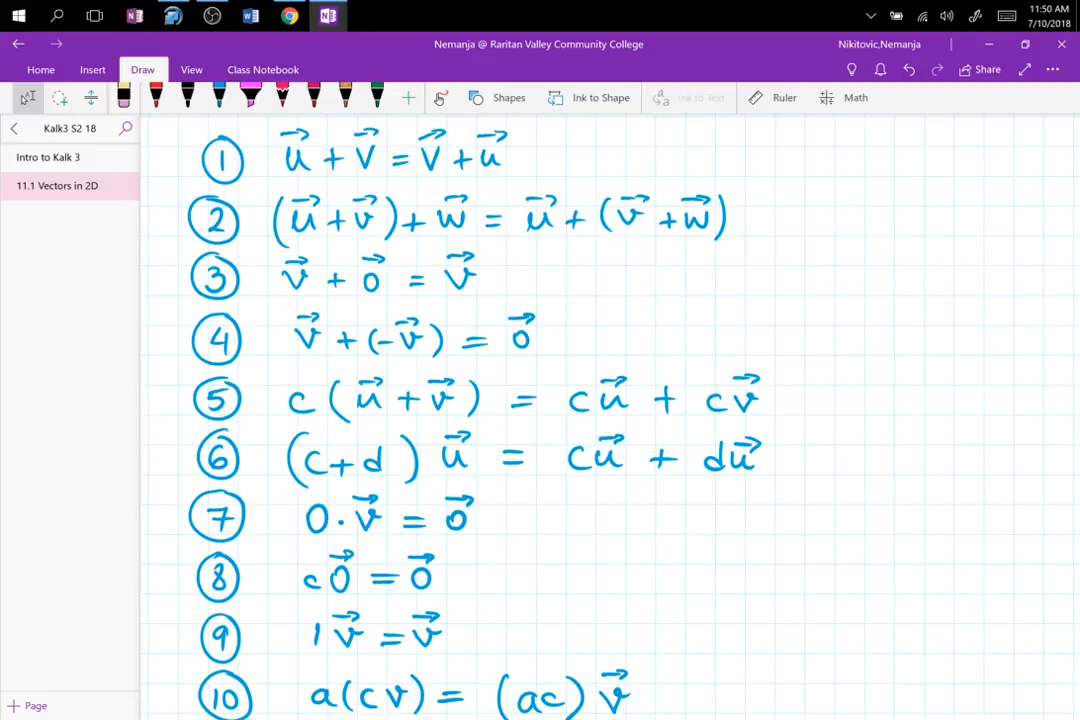 11:50 AM
7/10/2018
Nemanja @ Raritan Valley Community College
Nikitovic,Nemanja
Home Insert Draw View Class Notebook
Share
Shapes Ink to Shape Ink to Text Ruler Math
Kalk3 S2 18
Intro to Kalk 3
11.1 Vectors in 2D
① u⃗ + v⃗ = v⃗ + u⃗
② (u⃗ + v⃗) + w⃗ = u⃗ + (v⃗ + w⃗)
③ v⃗ + 0⃗ = v⃗
④ v⃗ + (-v⃗) = 0⃗
⑤ c (u⃗ + v⃗) = cu⃗ + cv⃗
⑥ (c+d) u⃗ = cu⃗ + du⃗
⑦ 0 · v⃗ = 0⃗
⑧ c0⃗ = 0⃗
⑨ 1v⃗ = v⃗
⑩ a(cv) = (ac) v⃗
+ Page